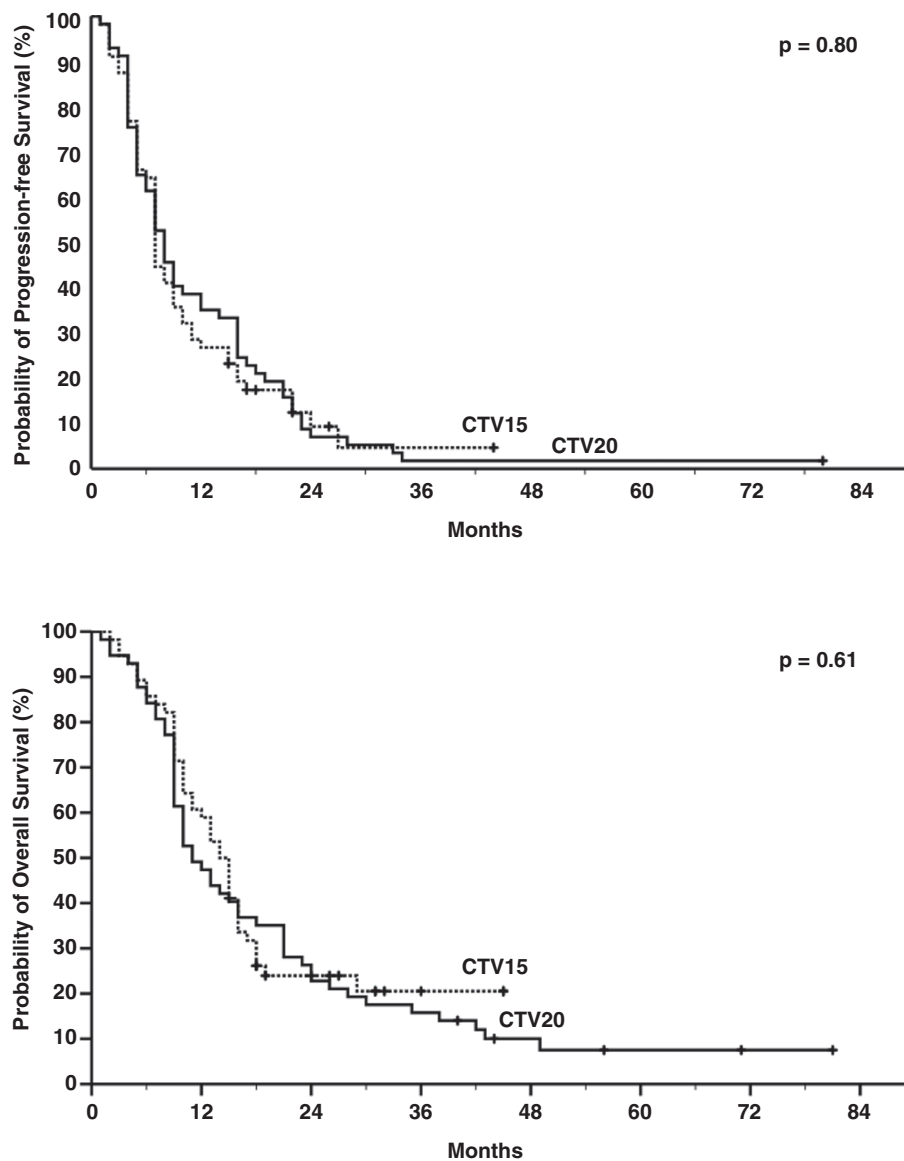 Probability of Progression-free Survival (%)
100
90
80
70
60
50
40
30
20
10
0
p = 0.80
CTV15
CTV20
0 12 24 36 48 60 72 84
Months
Probability of Overall Survival (%)
100
90
80
70
60
50
40
30
20
10
0
p = 0.61
CTV15
CTV20
0 12 24 36 48 60 72 84
Months